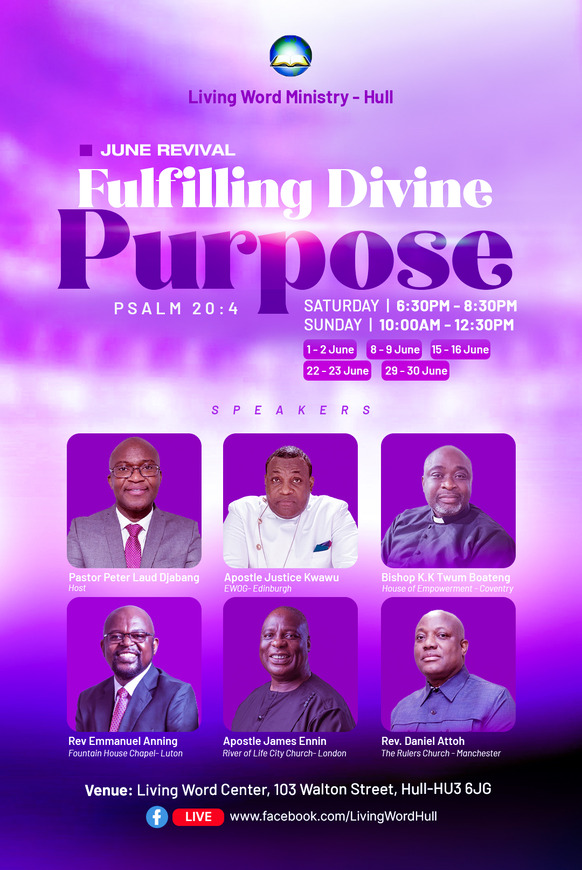 Living Word Ministry - Hull
JUNE REVIVAL
Fulfilling Divine
Purpose
PSALM 20:4
SATURDAY | 6:30PM - 8:30PM
SUNDAY | 10:00AM - 12:30PM
1 - 2 June 8 - 9 June 15 - 16 June
22 - 23 June 29 - 30 June
SPEAKERS
Pastor Peter Laud Djabang
Host
Apostle Justice Kwawu
EWOG- Edinburgh
Bishop K.K Twum Boateng
House of Empowerment - Coventry
Rev Emmanuel Anning
Fountain House Chapel- Luton
Apostle James Ennin
River of Life City Church- London
Rev. Daniel Attoh
The Rulers Church - Manchester
Venue: Living Word Center, 103 Walton Street, Hull-HU3 6JG
f LIVE www.facebook.com/LivingWordHull